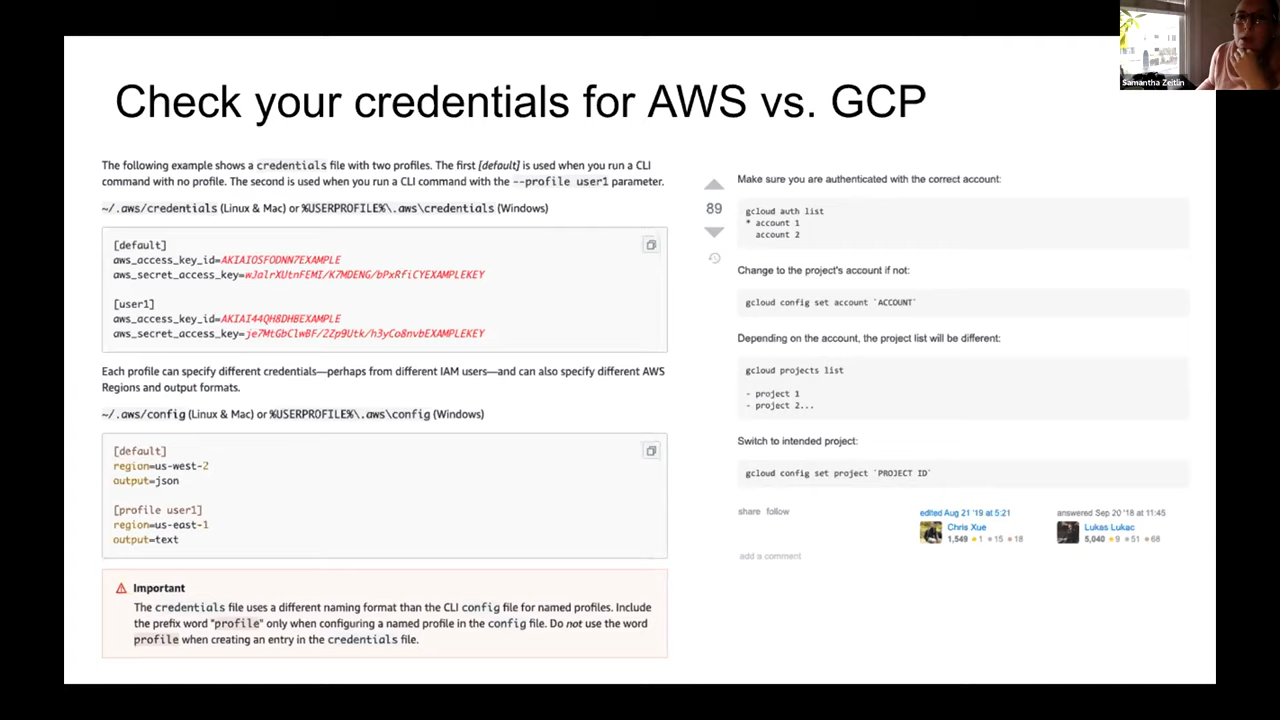 Samantha Zeitlin
Check your credentials for AWS vs. GCP
The following example shows a credentials file with two profiles. The first [default] is used when you run a CLI
command with no profile. The second is used when you run a CLI command with the --profile user1 parameter.
~/.aws/credentials (Linux & Mac) or %USERPROFILE%\.aws\credentials (Windows)
[default]
aws_access_key_id=AKIAIOSFODNN7EXAMPLE
aws_secret_access_key=wJalrXUtnFEMI/K7MDENG/bPxRfiCYEXAMPLEKEY
[user1]
aws_access_key_id=AKIAI44QH8DHBEXAMPLE
aws_secret_access_key=je7MtGbClwBF/2Zp9Utk/h3yCo8nvbEXAMPLEKEY
Each profile can specify different credentials—perhaps from different IAM users—and can also specify different AWS
Regions and output formats.
~/.aws/config (Linux & Mac) or %USERPROFILE%\.aws\config (Windows)
[default]
region=us-west-2
output=json
[profile user1]
region=us-east-1
output=text
Important
The credentials file uses a different naming format than the CLI config file for named profiles. Include
the prefix word "profile" only when configuring a named profile in the config file. Do not use the word
profile when creating an entry in the credentials file.
89
Make sure you are authenticated with the correct account:
gcloud auth list
* account 1
account 2
Change to the project's account if not:
gcloud config set account `ACCOUNT`
Depending on the account, the project list will be different:
gcloud projects list
- project 1
- project 2...
Switch to intended project:
gcloud config set project `PROJECT ID`
share follow
edited Aug 21 '19 at 5:21
Chris Xue
1,549 1 15 18
answered Sep 20 '18 at 11:45
Lukas Lukac
5,040 9 51 68
add a comment